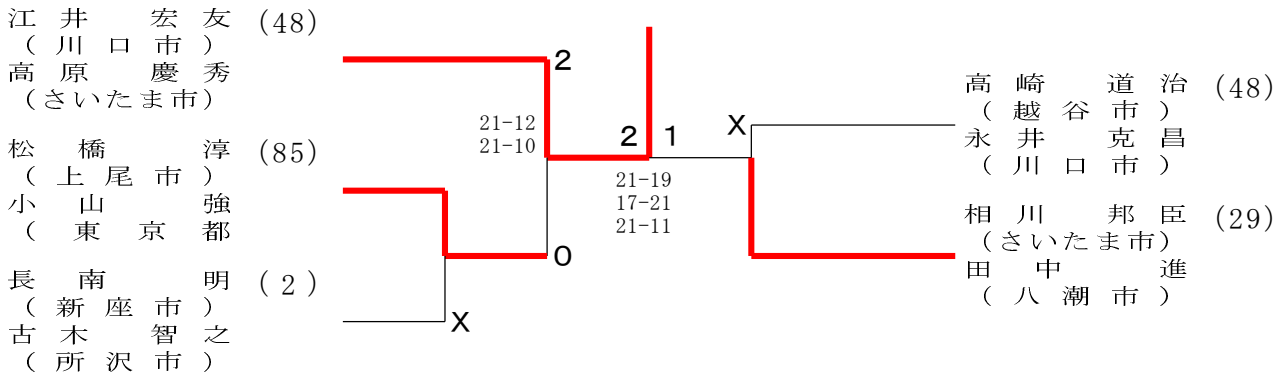 江井 宏友 (48)
(川口市)
高原 慶秀
(さいたま市)
松橋 淳 (85)
(上尾市)
小山 強
(東京都
長南 明 (2)
(新座市)
古木 智之
(所沢市)
2
21-12
21-10
0
X
2 1
21-19
17-21
21-11
X
高崎 道治 (48)
(越谷市)
永井 克昌
(川口市)
相川 邦臣 (29)
(さいたま市)
田中 進
(八潮市)